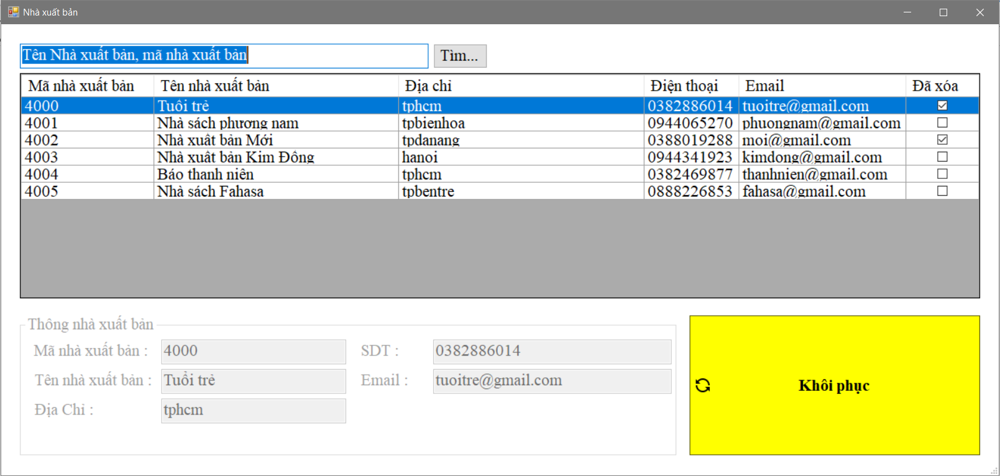 Nhà xuất bản
Tên Nhà xuất bản, mã nhà xuất bản Tìm...
Mã nhà xuất bản Tên nhà xuất bản Địa chỉ Điện thoại Email Đã xóa
4000 Tuổi trẻ tphcm 0382886014 tuoitre@gmail.com
4001 Nhà sách phương nam tpbienhoa 0944065270 phuongnam@gmail.com
4002 Nhà xuất bản Mới tpdanang 0388019288 moi@gmail.com
4003 Nhà xuất bản Kim Đồng hanoi 0944341923 kimdong@gmail.com
4004 Báo thanh niên tphcm 0382469877 thanhnien@gmail.com
4005 Nhà sách Fahasa tpbentre 0888226853 fahasa@gmail.com
Thông nhà xuất bản
Mã nhà xuất bản : 4000 SDT : 0382886014
Tên nhà xuất bản : Tuổi trẻ Email : tuoitre@gmail.com
Địa Chỉ : tphcm
Khôi phục